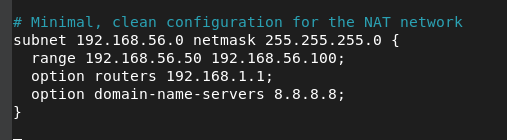 # Minimal, clean configuration for the NAT network
subnet 192.168.56.0 netmask 255.255.255.0 {
  range 192.168.56.50 192.168.56.100;
  option routers 192.168.1.1;
  option domain-name-servers 8.8.8.8;
}